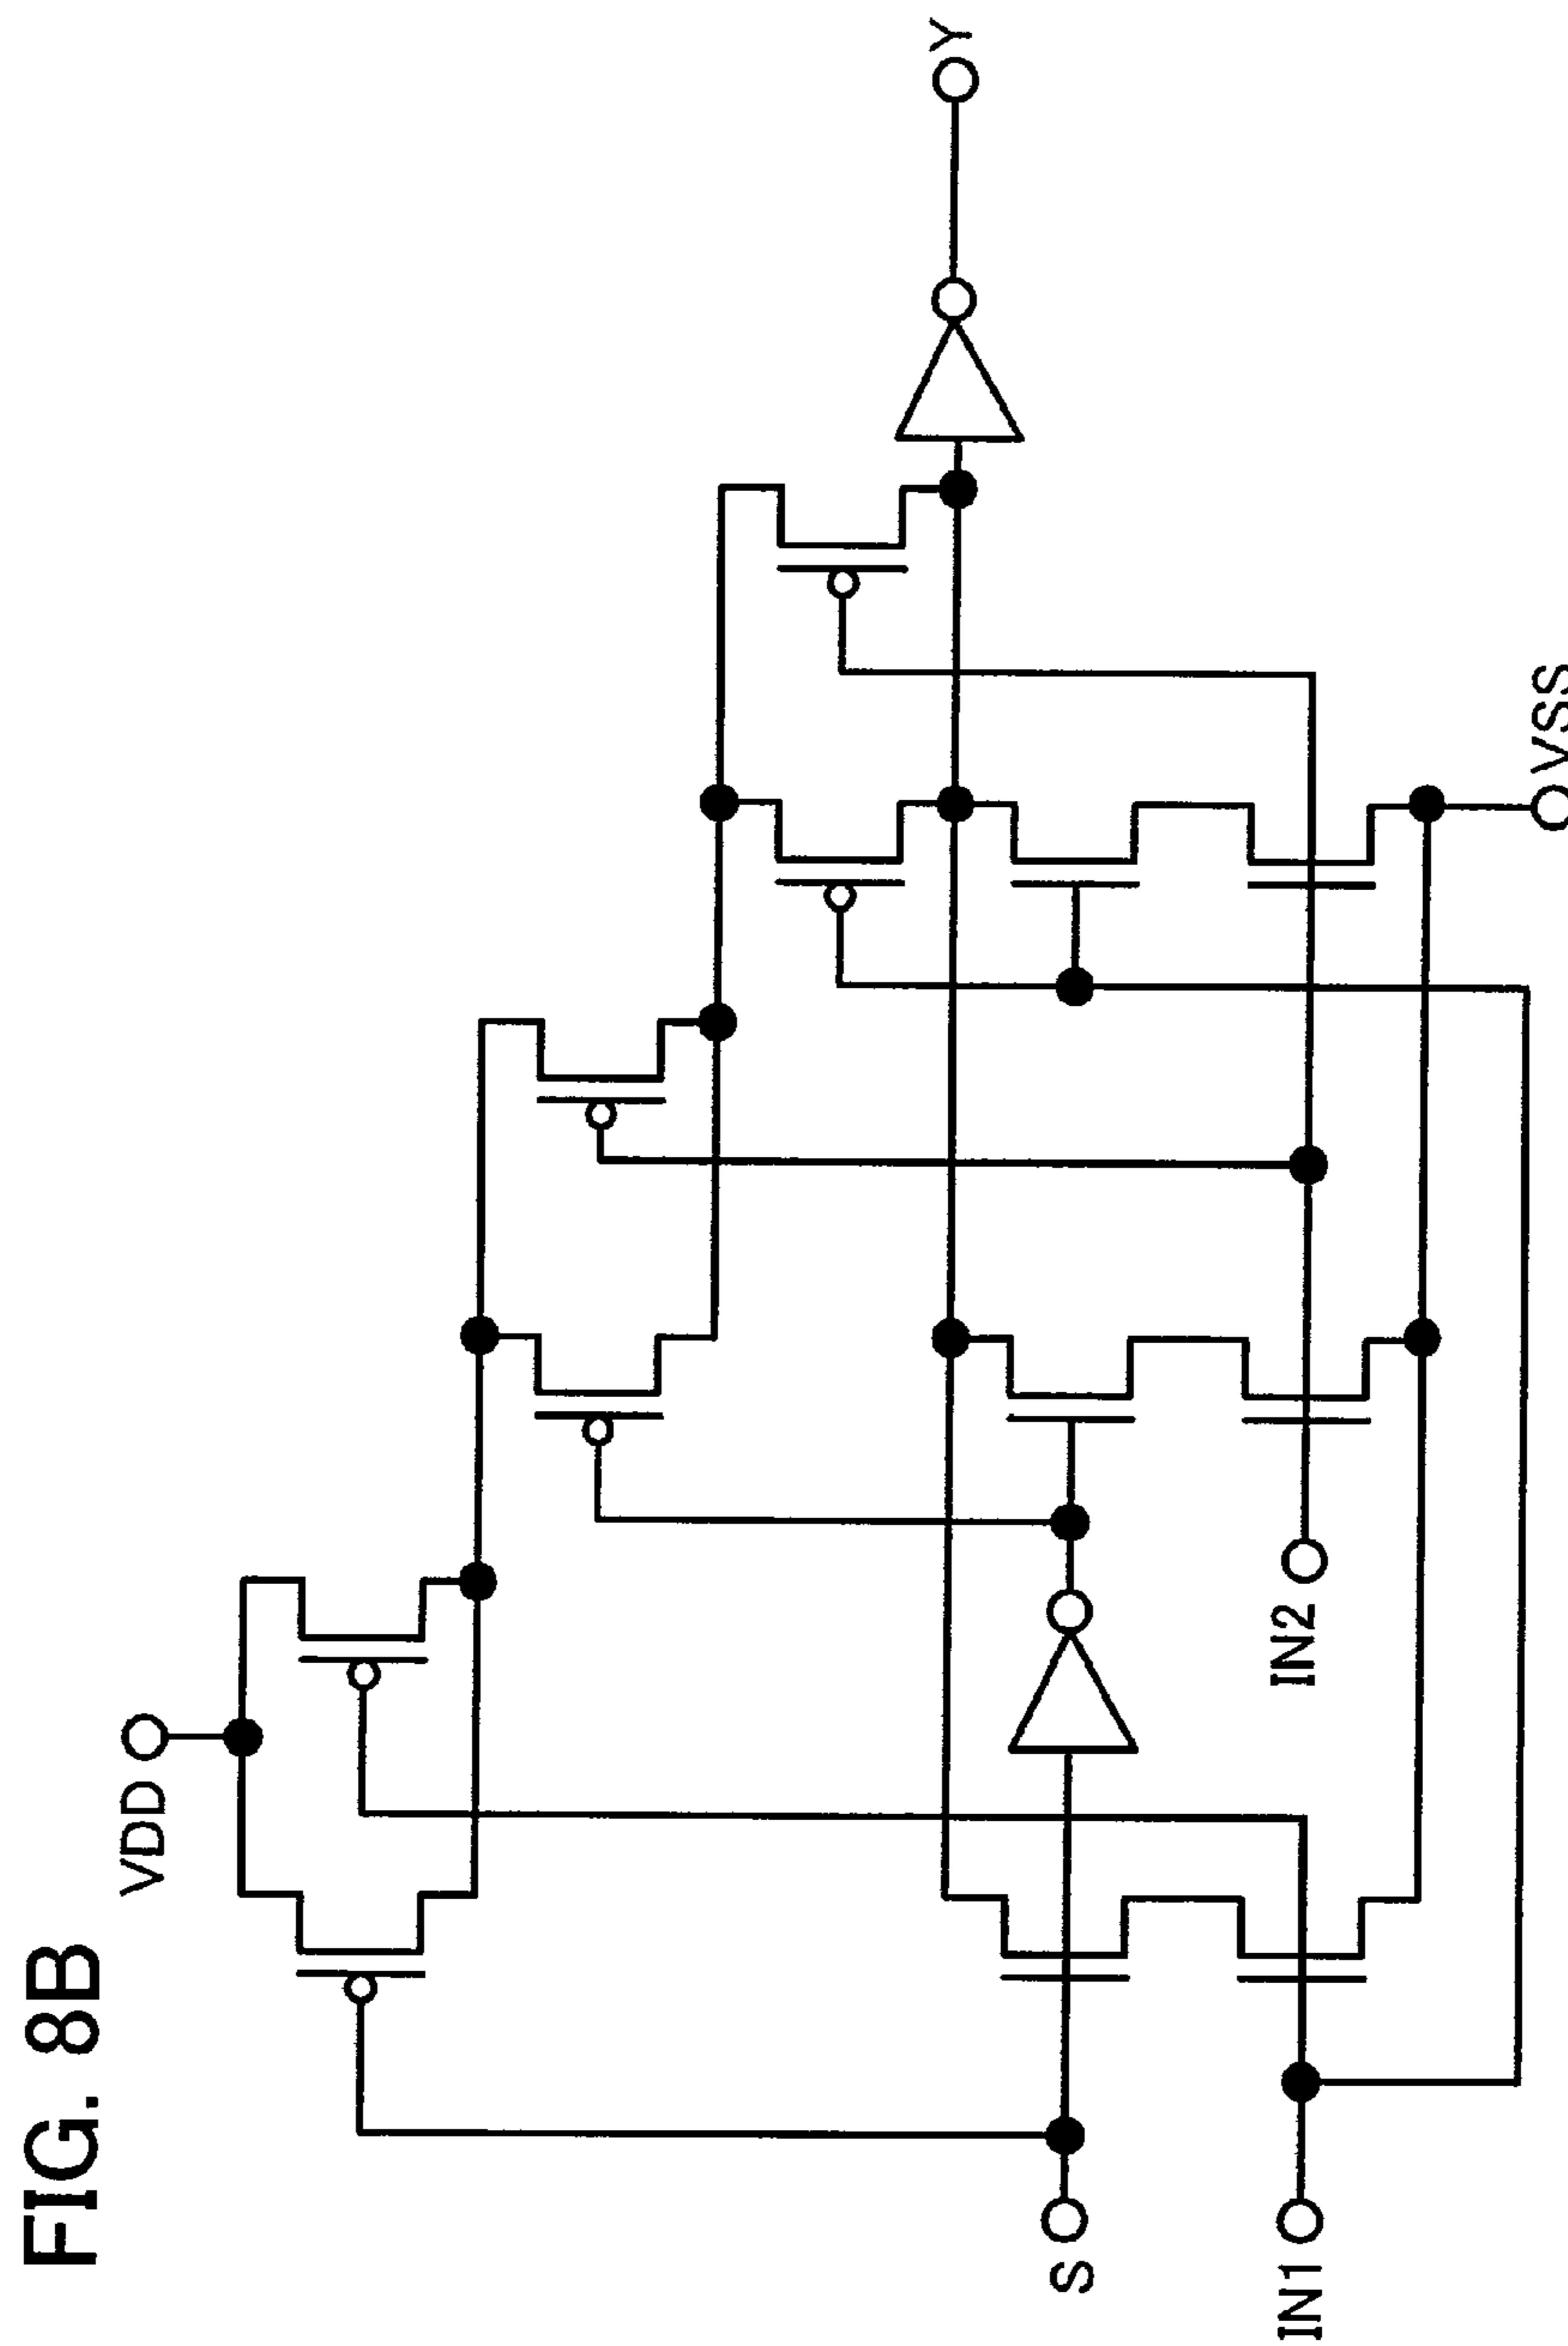 FIG. 8B
VDD
S
IN1
IN2
VSS
Y